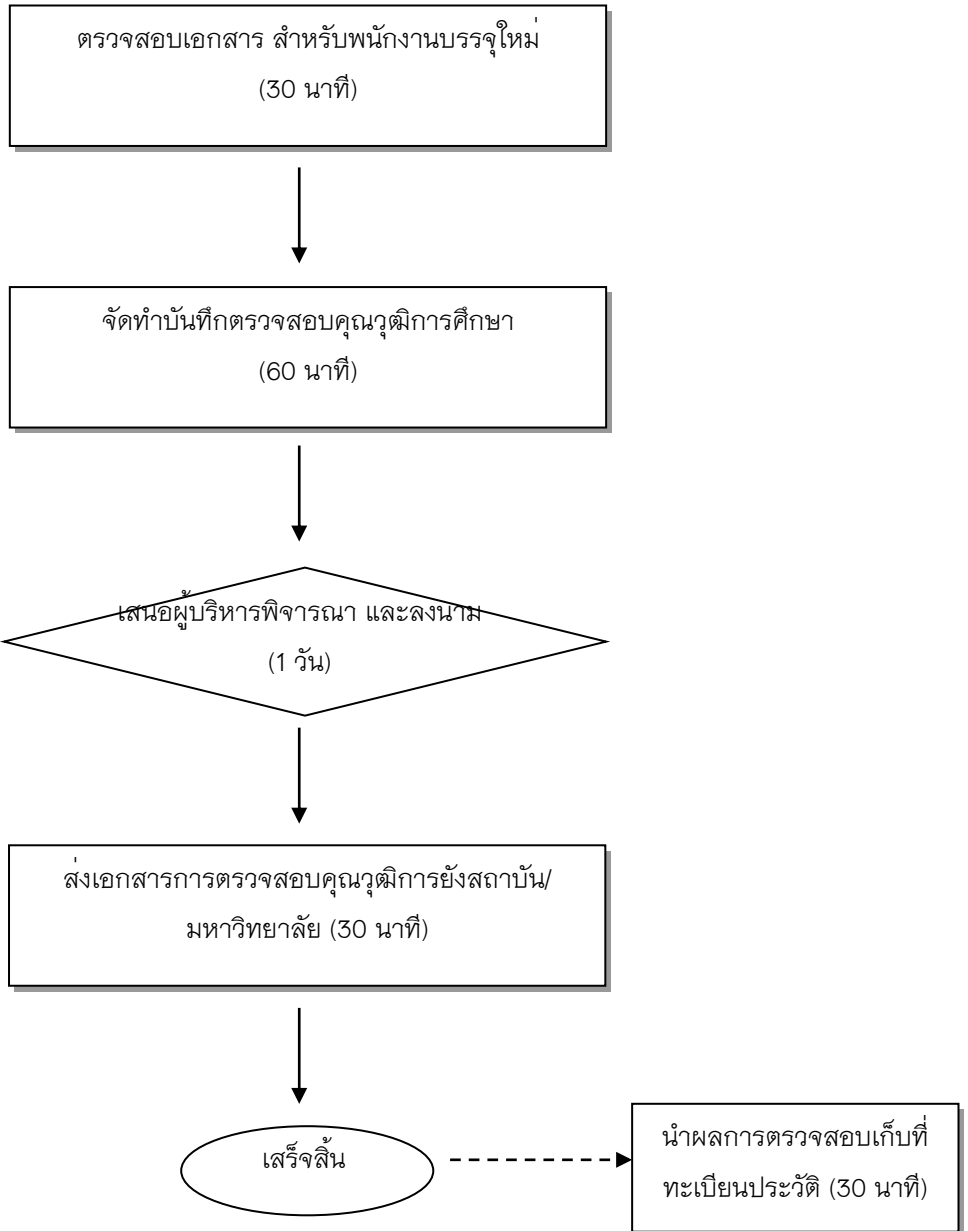 ตรวจสอบเอกสาร สำหรับพนักงานบรรจุใหม่
(30 นาที)
จัดทำบันทึกตรวจสอบคุณวุฒิการศึกษา
(60 นาที)
เสนอผู้บริหารพิจารณา และลงนาม
(1 วัน)
ส่งเอกสารการตรวจสอบคุณวุฒิการยังสถาบัน/
มหาวิทยาลัย (30 นาที)
เสร็จสิ้น
นำผลการตรวจสอบเก็บที่
ทะเบียนประวัติ (30 นาที)